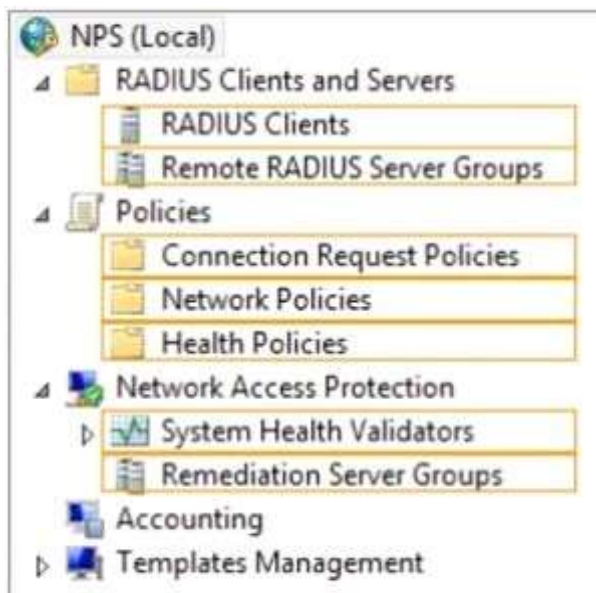 NPS (Local)
RADIUS Clients and Servers
RADIUS Clients
Remote RADIUS Server Groups
Policies
Connection Request Policies
Network Policies
Health Policies
Network Access Protection
System Health Validators
Remediation Server Groups
Accounting
Templates Management